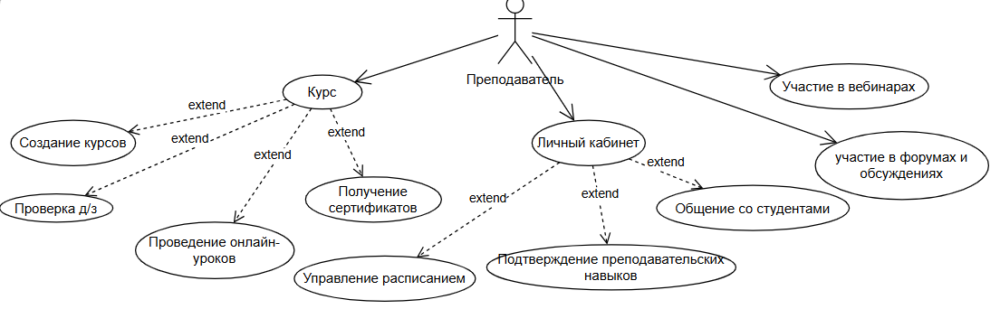 Преподаватель
Участие в вебинарах
Курс
extend
extend
extend
extend
Создание курсов
Личный кабинет
участие в форумах и
обсуждениях
extend
extend
extend
Проверка д/з
Получение
сертификатов
Общение со студентами
Проведение онлайн-
уроков
Управление расписанием
Подтверждение преподавательских
навыков